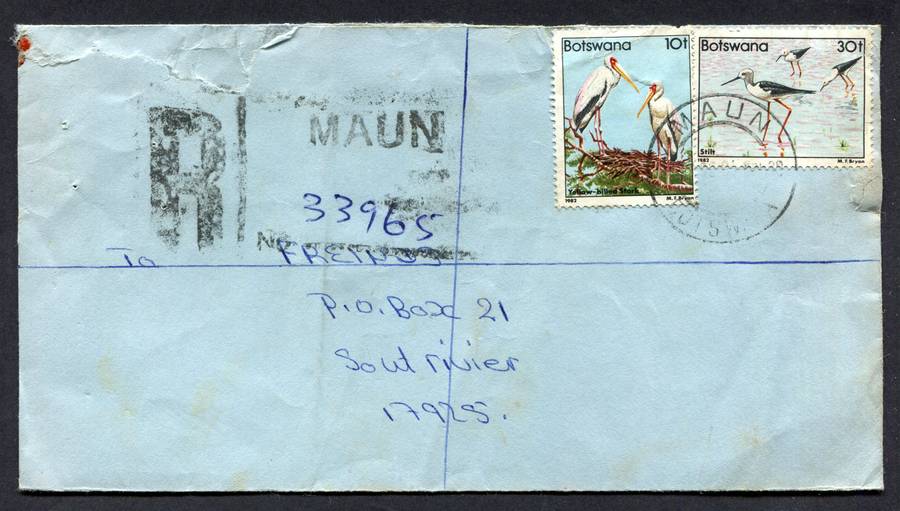 R MAUN
33965
No
Botswana 10t
Yellow-billed Stork
1982 M.F.Bryan
Botswana 30t
Stilt
1982 M.F.Bryan
MAUN
To
P.O. Box 21
Soutrivier
17925.